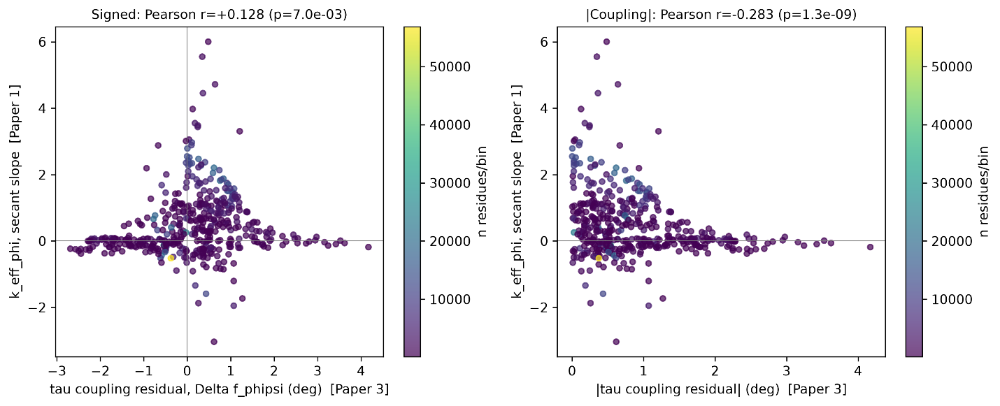 Signed: Pearson r=+0.128 (p=7.0e-03)
6
4
2
0
−2
k_eff_phi, secant slope  [Paper 1]
−3 −2 −1 0 1 2 3 4
tau coupling residual, Delta f_phipsi (deg)  [Paper 3]
50000
40000
30000
20000
10000
n residues/bin
|Coupling|: Pearson r=-0.283 (p=1.3e-09)
6
4
2
0
−2
k_eff_phi, secant slope  [Paper 1]
0 1 2 3 4
|tau coupling residual| (deg)  [Paper 3]
50000
40000
30000
20000
10000
n residues/bin